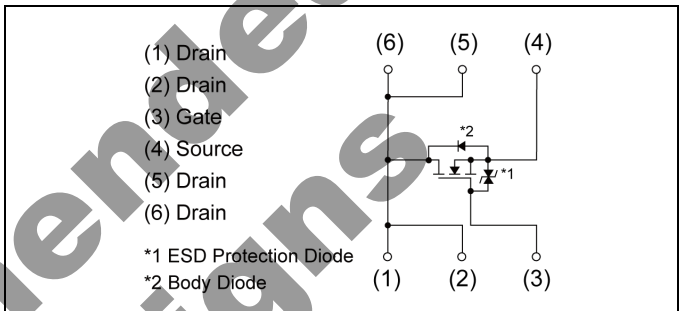 (1) Drain
(2) Drain
(3) Gate
(4) Source
(5) Drain
(6) Drain
*1 ESD Protection Diode
*2 Body Diode
(6) (5) (4)
*2
*1
(1) (2) (3)